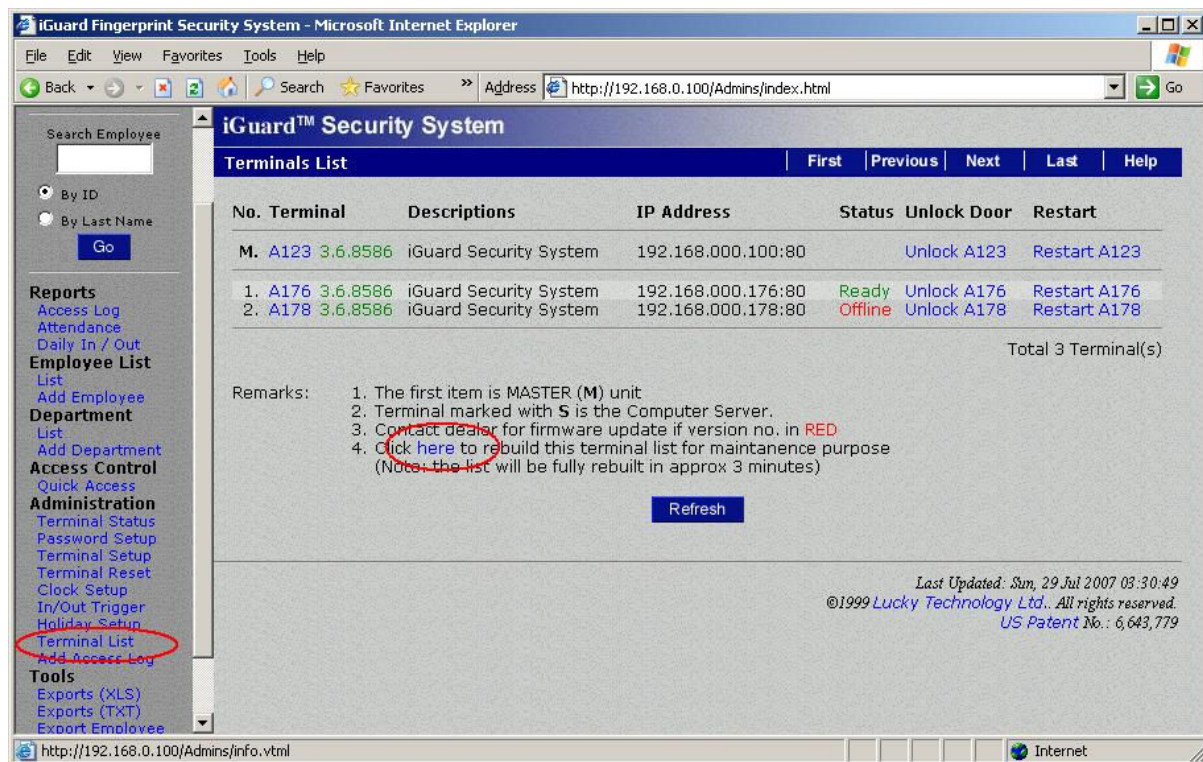 iGuard Fingerprint Security System - Microsoft Internet Explorer
File Edit View Favorites Tools Help
Back Search Favorites » Address http://192.168.0.100/Admins/index.html Go
Search Employee
By ID
By Last Name
Go
Reports
Access Log
Attendance
Daily In / Out
Employee List
List
Add Employee
Department
List
Add Department
Access Control
Quick Access
Administration
Terminal Status
Password Setup
Terminal Setup
Terminal Reset
Clock Setup
In/Out Trigger
Holiday Setup
Terminal List
Add Access Log
Tools
Exports (XLS)
Exports (TXT)
Export Employee
iGuard™ Security System
Terminals List First Previous Next Last Help
No. Terminal Descriptions IP Address Status Unlock Door Restart
M. A123 3.6.8586 iGuard Security System 192.168.000.100:80 Unlock A123 Restart A123
1. A176 3.6.8586 iGuard Security System 192.168.000.176:80 Ready Unlock A176 Restart A176
2. A178 3.6.8586 iGuard Security System 192.168.000.178:80 Offline Unlock A178 Restart A178
Total 3 Terminal(s)
Remarks: 1. The first item is MASTER (M) unit
2. Terminal marked with S is the Computer Server.
3. Contact dealer for firmware update if version no. in RED
4. Click here to rebuild this terminal list for maintanence purpose
(Note: the list will be fully rebuilt in approx 3 minutes)
Refresh
Last Updated: Sun, 29 Jul 2007 03:30:49
©1999 Lucky Technology Ltd.. All rights reserved.
US Patent No.: 6,643,779
http://192.168.0.100/Admins/info.vtml Internet